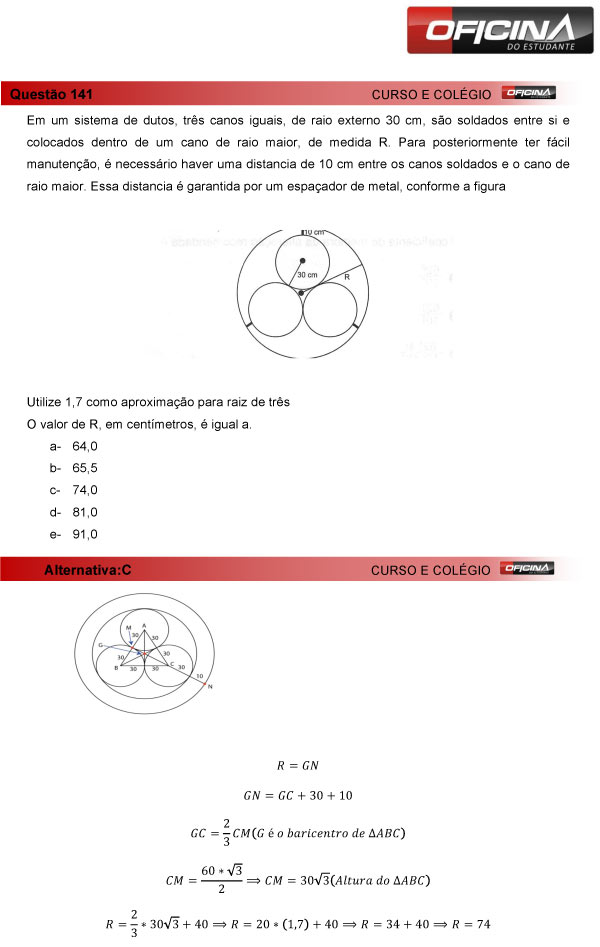 OFICINA
DO ESTUDANTE
Questão 141 CURSO E COLÉGIO OFICINA
Em um sistema de dutos, três canos iguais, de raio externo 30 cm, são soldados entre si e
colocados dentro de um cano de raio maior, de medida R. Para posteriormente ter fácil
manutenção, é necessário haver uma distancia de 10 cm entre os canos soldados e o cano de
raio maior. Essa distancia é garantida por um espaçador de metal, conforme a figura
10 cm
30 cm
R
Utilize 1,7 como aproximação para raiz de três
O valor de R, em centímetros, é igual a.
a- 64,0
b- 65,5
c- 74,0
d- 81,0
e- 91,0
Alternativa:C CURSO E COLÉGIO OFICINA
M A
30 30
G
30 30
B C
30 30 30
10
N
R = GN
GN = GC + 30 + 10
GC = 2/3 CM(G é o baricentro de ΔABC)
CM = 60 * √3 / 2 ⟹ CM = 30√3(Altura do ΔABC)
R = 2/3 * 30√3 + 40 ⟹ R = 20 * (1,7) + 40 ⟹ R = 34 + 40 ⟹ R = 74